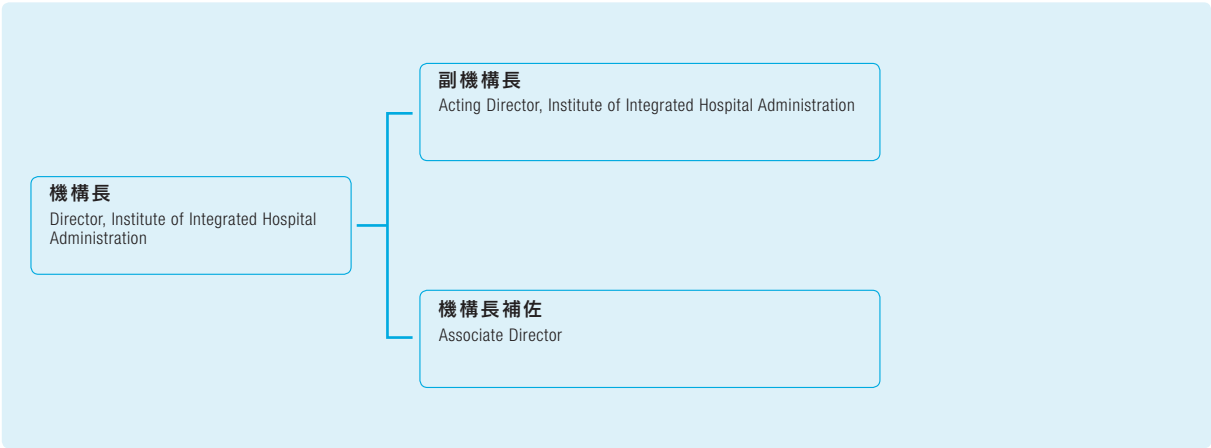 副機構長
Acting Director, Institute of Integrated Hospital Administration
機構長
Director, Institute of Integrated Hospital
Administration
機構長補佐
Associate Director